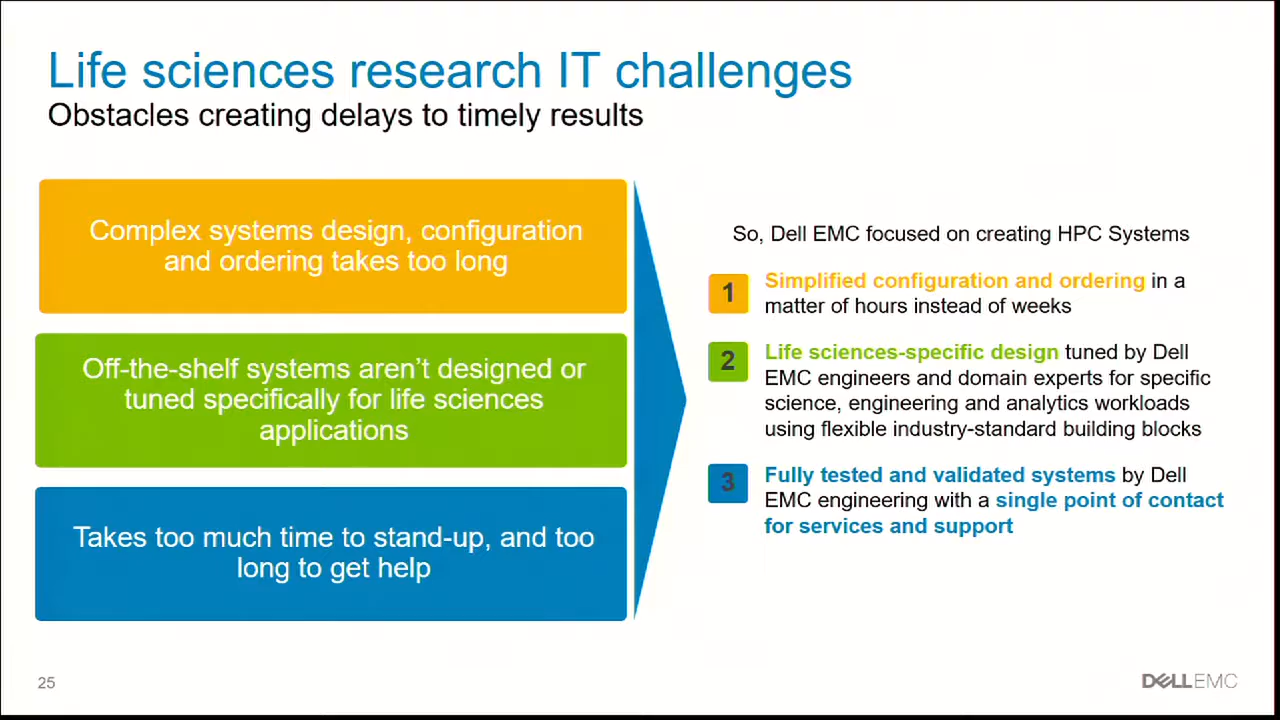 Life sciences research IT challenges
Obstacles creating delays to timely results
Complex systems design, configuration
and ordering takes too long
Off-the-shelf systems aren’t designed or
tuned specifically for life sciences
applications
Takes too much time to stand-up, and too
long to get help
So, Dell EMC focused on creating HPC Systems
1
Simplified configuration and ordering in a
matter of hours instead of weeks
2
Life sciences-specific design tuned by Dell
EMC engineers and domain experts for specific
science, engineering and analytics workloads
using flexible industry-standard building blocks
3
Fully tested and validated systems by Dell
EMC engineering with a single point of contact
for services and support
25
DELLEMC